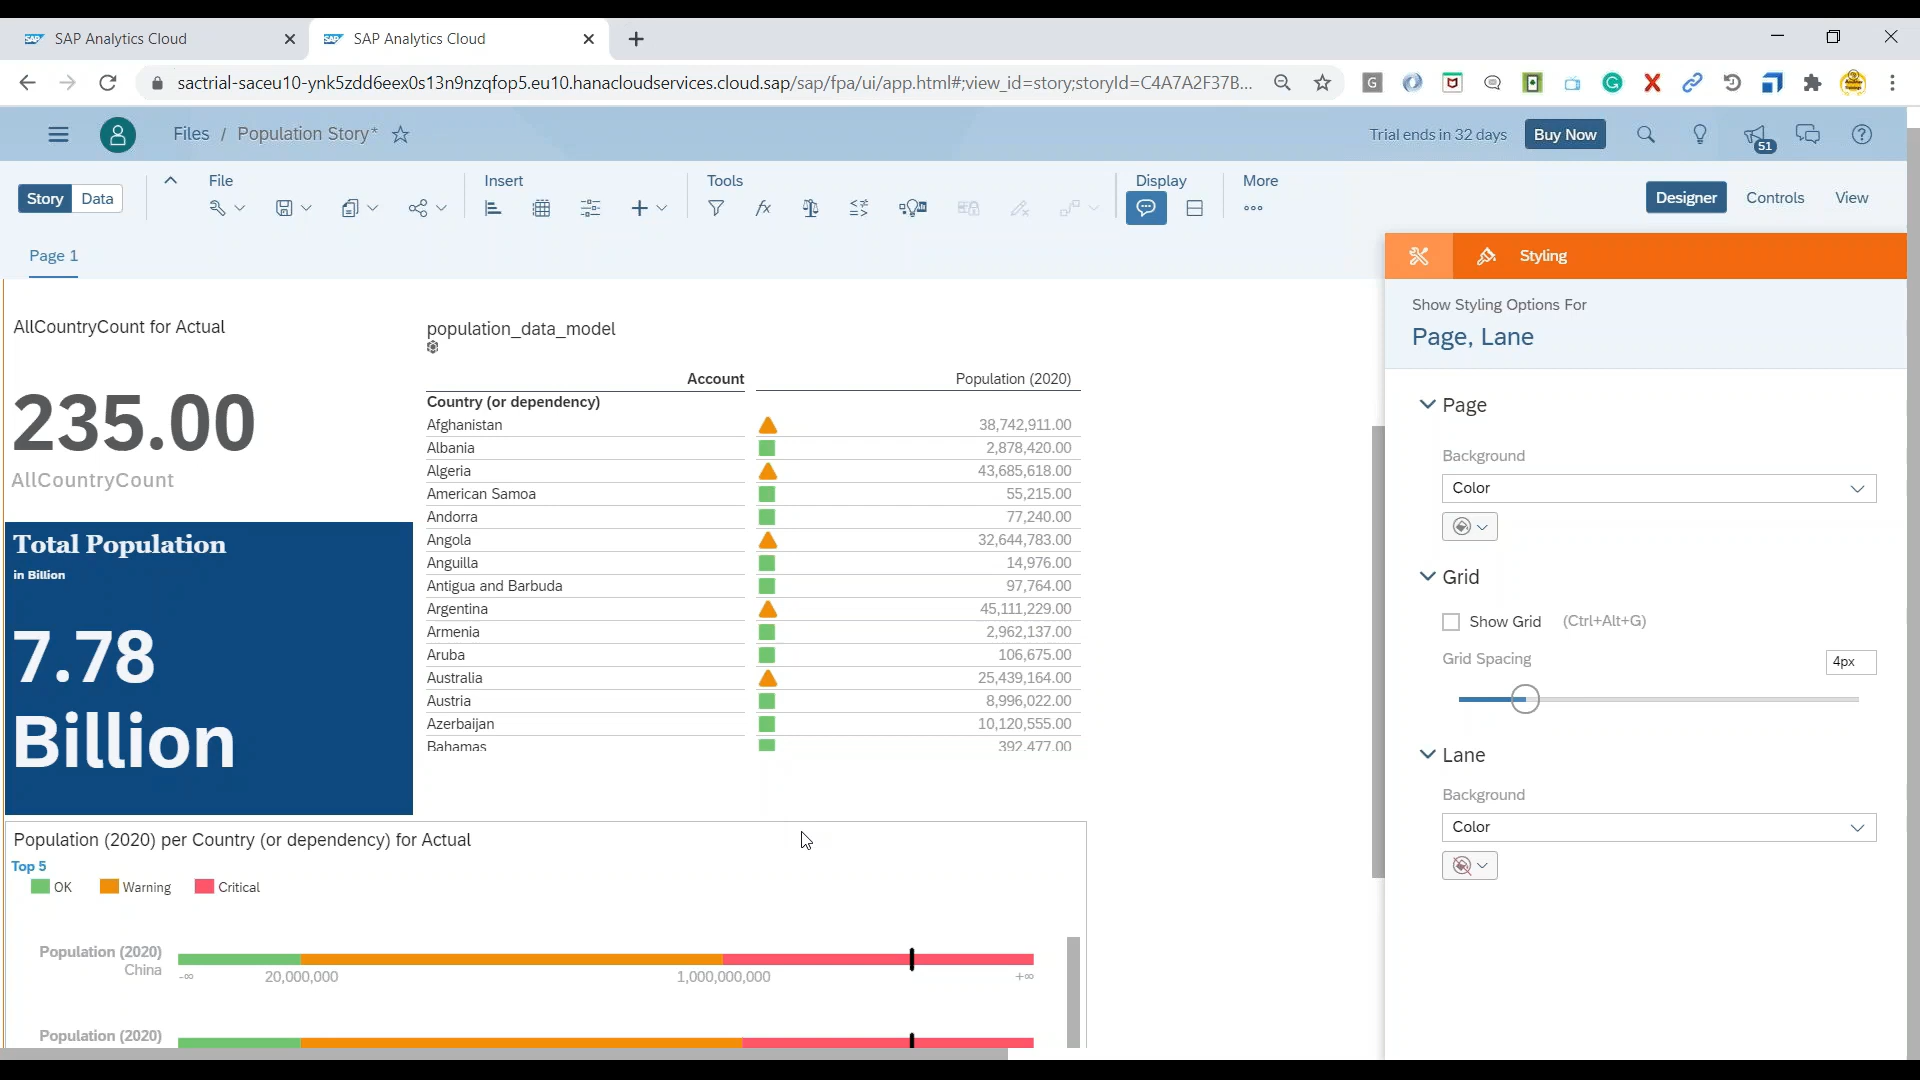 SAP SAP Analytics Cloud
SAP SAP Analytics Cloud
sactrial-saceu10-ynk5zdd6eex0s13n9nzqfop5.eu10.hanacloudservices.cloud.sap/sap/fpa/ui/app.html#;view_id=story;storyId=C4A7A2F37B...
Files / Population Story*
Trial ends in 32 days
Buy Now
51
Story Data
File
Insert
Tools
Display
More
Designer
Controls
View
Page 1
AllCountryCount for Actual
235.00
AllCountryCount
Total Population
in Billion
7.78
Billion
population_data_model
Account Population (2020)
Country (or dependency)
Afghanistan 38,742,911.00
Albania 2,878,420.00
Algeria 43,685,618.00
American Samoa 55,215.00
Andorra 77,240.00
Angola 32,644,783.00
Anguilla 14,976.00
Antigua and Barbuda 97,764.00
Argentina 45,111,229.00
Armenia 2,962,137.00
Aruba 106,675.00
Australia 25,439,164.00
Austria 8,996,022.00
Azerbaijan 10,120,555.00
Bahamas 392,477.00
Population (2020) per Country (or dependency) for Actual
Top 5
OK Warning Critical
Population (2020)
China
-∞ 20,000,000 1,000,000,000 +∞
Population (2020)
Styling
Show Styling Options For
Page, Lane
Page
Background
Color
Grid
Show Grid (Ctrl+Alt+G)
Grid Spacing
4px
Lane
Background
Color